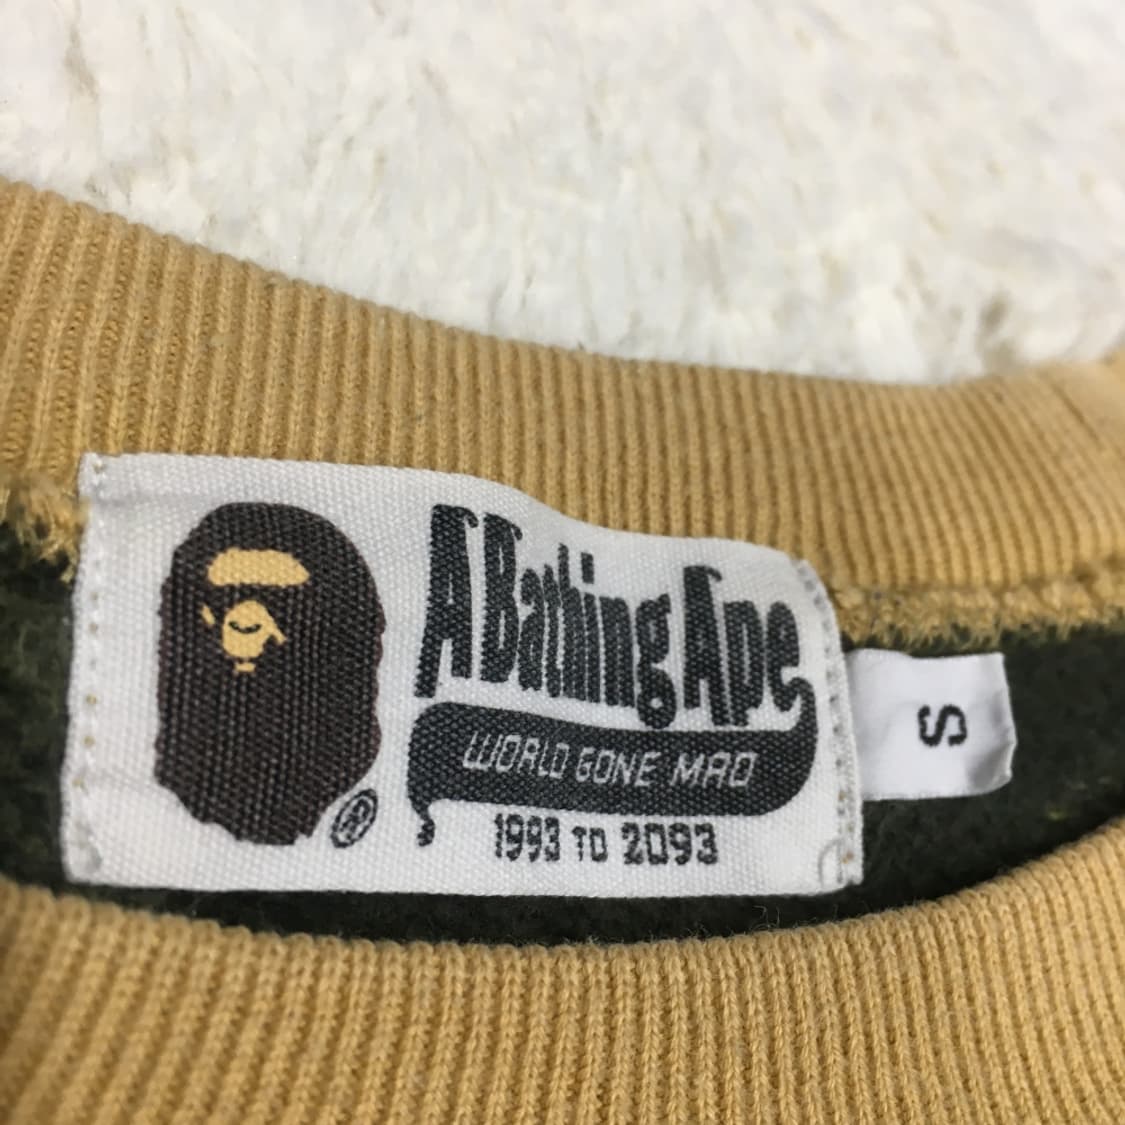 A Bathing Ape
WORLD GONE MAD
1993 TO 2093
®
S